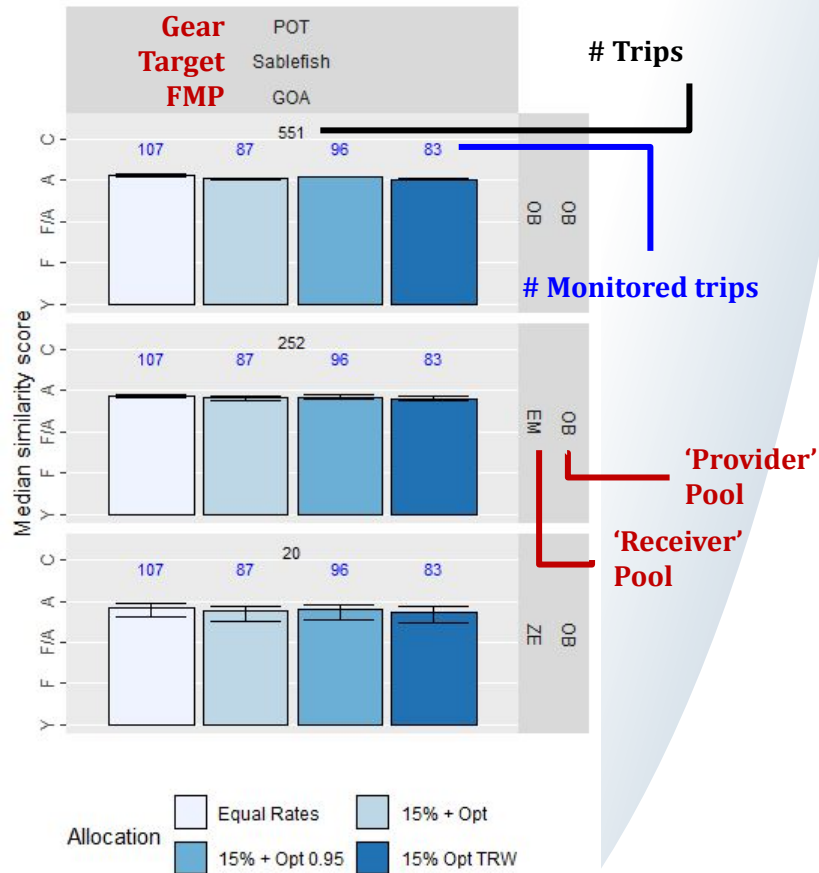 Gear POT
Target Sablefish
FMP GOA
# Trips
551
107 87 96 83
C
A
F/A
F
Y
OB OB
# Monitored trips
252
107 87 96 83
C
A
F/A
F
Y
EM OB
Median similarity score
‘Provider’
Pool
‘Receiver’
Pool
20
107 87 96 83
C
A
F/A
F
Y
ZE OB
Allocation
Equal Rates
15% + Opt
15% + Opt 0.95
15% Opt TRW